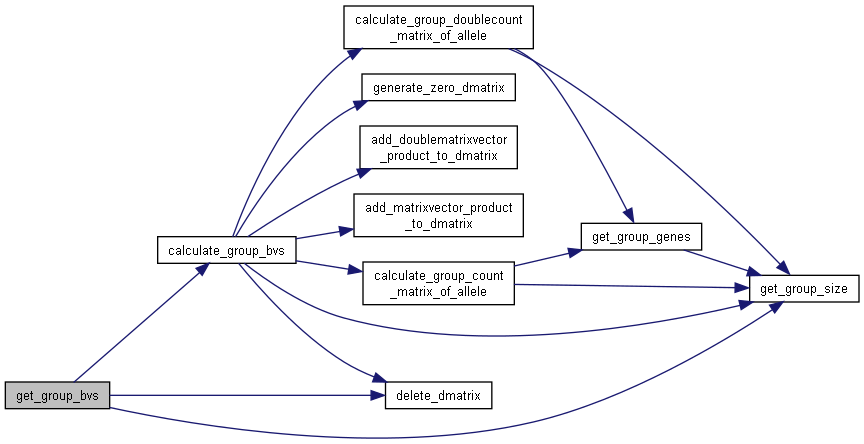 calculate_group_doublecount
_matrix_of_allele
generate_zero_dmatrix
add_doublematrixvector
_product_to_dmatrix
add_matrixvector_product
_to_dmatrix
calculate_group_bvs
get_group_genes
calculate_group_count
_matrix_of_allele
get_group_size
get_group_bvs
delete_dmatrix